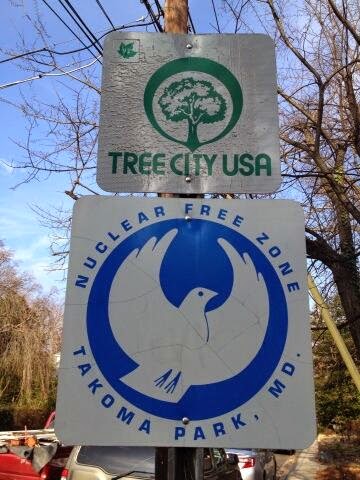 TREE CITY USA
NUCLEAR FREE ZONE
TAKOMA PARK, MD.